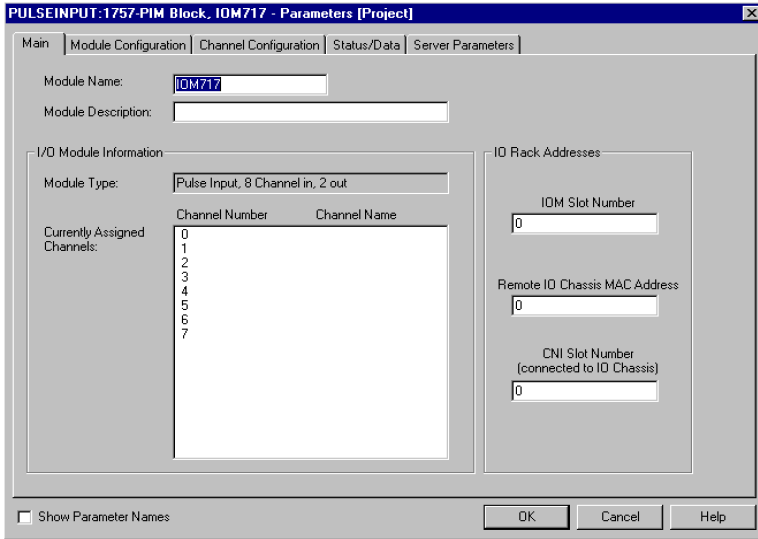 PULSEINPUT:1757-PIM Block, IOM717 - Parameters [Project]
Main Module Configuration Channel Configuration Status/Data Server Parameters
Module Name: IOM717
Module Description:
I/O Module Information
Module Type: Pulse Input, 8 Channel in, 2 out
Channel Number Channel Name
Currently Assigned
Channels:
0
1
2
3
4
5
6
7
IO Rack Addresses
IOM Slot Number
0
Remote IO Chassis MAC Address
0
CNI Slot Number
(connected to IO Chassis)
0
Show Parameter Names
OK Cancel Help